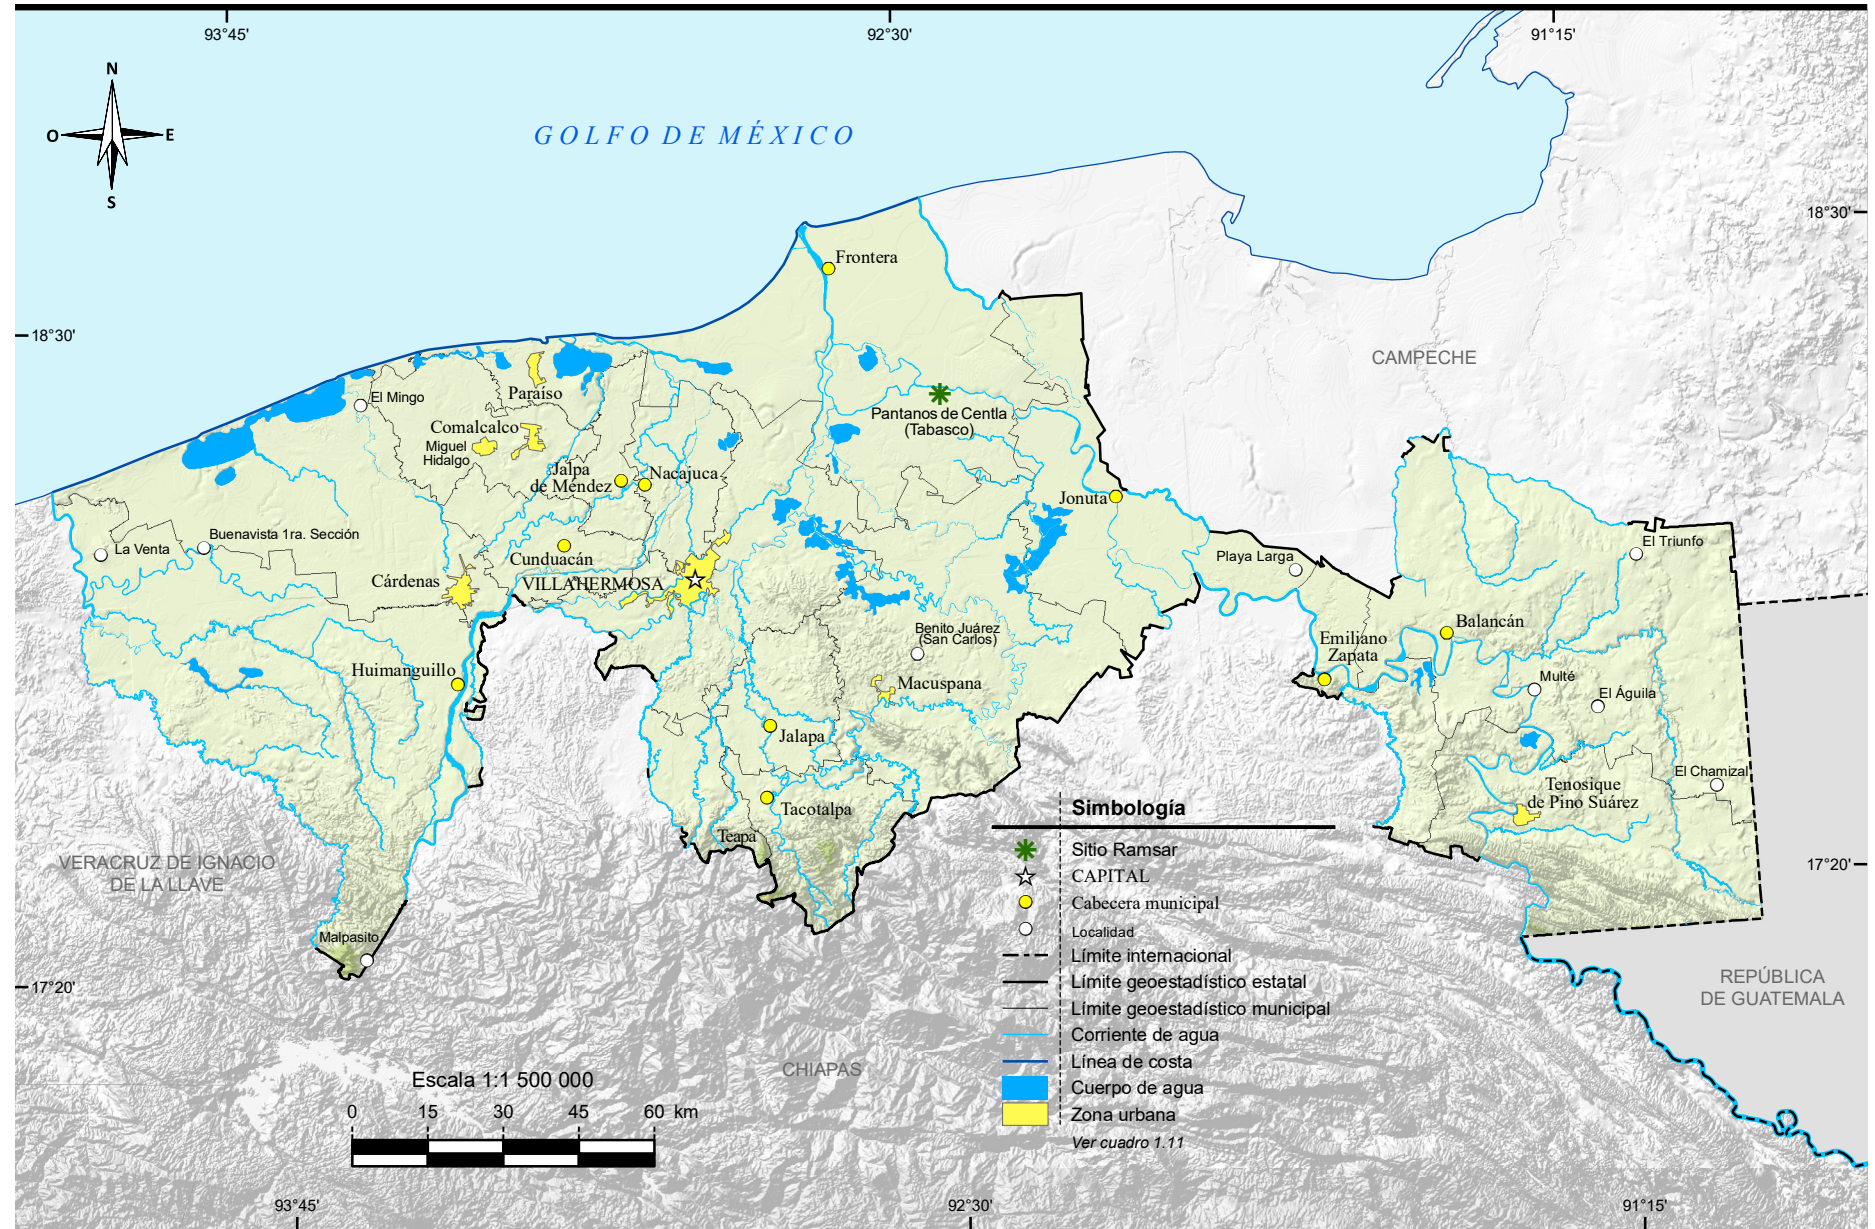 93°45'
92°30'
91°15'
N
O
E
S
GOLFO DE MÉXICO
18°30'
18°30'
Frontera
CAMPECHE
El Mingo
Paraíso
Pantanos de Centla
(Tabasco)
Comalcalco
Miguel
Hidalgo
Jalpa
de Méndez
Nacajuca
Jonuta
La Venta
Buenavista 1ra. Sección
Cunduacán
Cárdenas
VILLAHERMOSA
Playa Larga
El Triunfo
Benito Juárez
(San Carlos)
Emiliano
Zapata
Balancán
Huimanguillo
Macuspana
Multé
El Águila
Jalapa
El Chamizal
Tenosique
de Pino Suárez
Tacotalpa
Teapa
VERACRUZ DE IGNACIO
DE LA LLAVE
17°20'
Malpasito
17°20'
REPÚBLICA
DE GUATEMALA
CHIAPAS
Simbología
Sitio Ramsar
CAPITAL
Cabecera municipal
Localidad
Límite internacional
Límite geoestadístico estatal
Límite geoestadístico municipal
Corriente de agua
Línea de costa
Cuerpo de agua
Zona urbana
Ver cuadro 1.11
Escala 1:1 500 000
0 15 30 45 60 km
93°45'
92°30'
91°15'